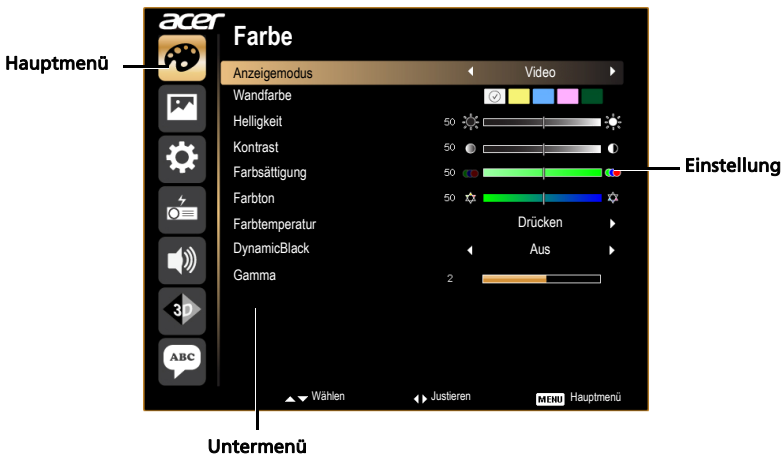 acer
Farbe
Hauptmenü
Anzeigemodus Video
Wandfarbe
Helligkeit 50
Kontrast 50
Farbsättigung 50
Einstellung
Farbton 50
Farbtemperatur Drücken
DynamicBlack Aus
Gamma 2
3D
ABC
Wählen Justieren MENU Hauptmenü
Untermenü